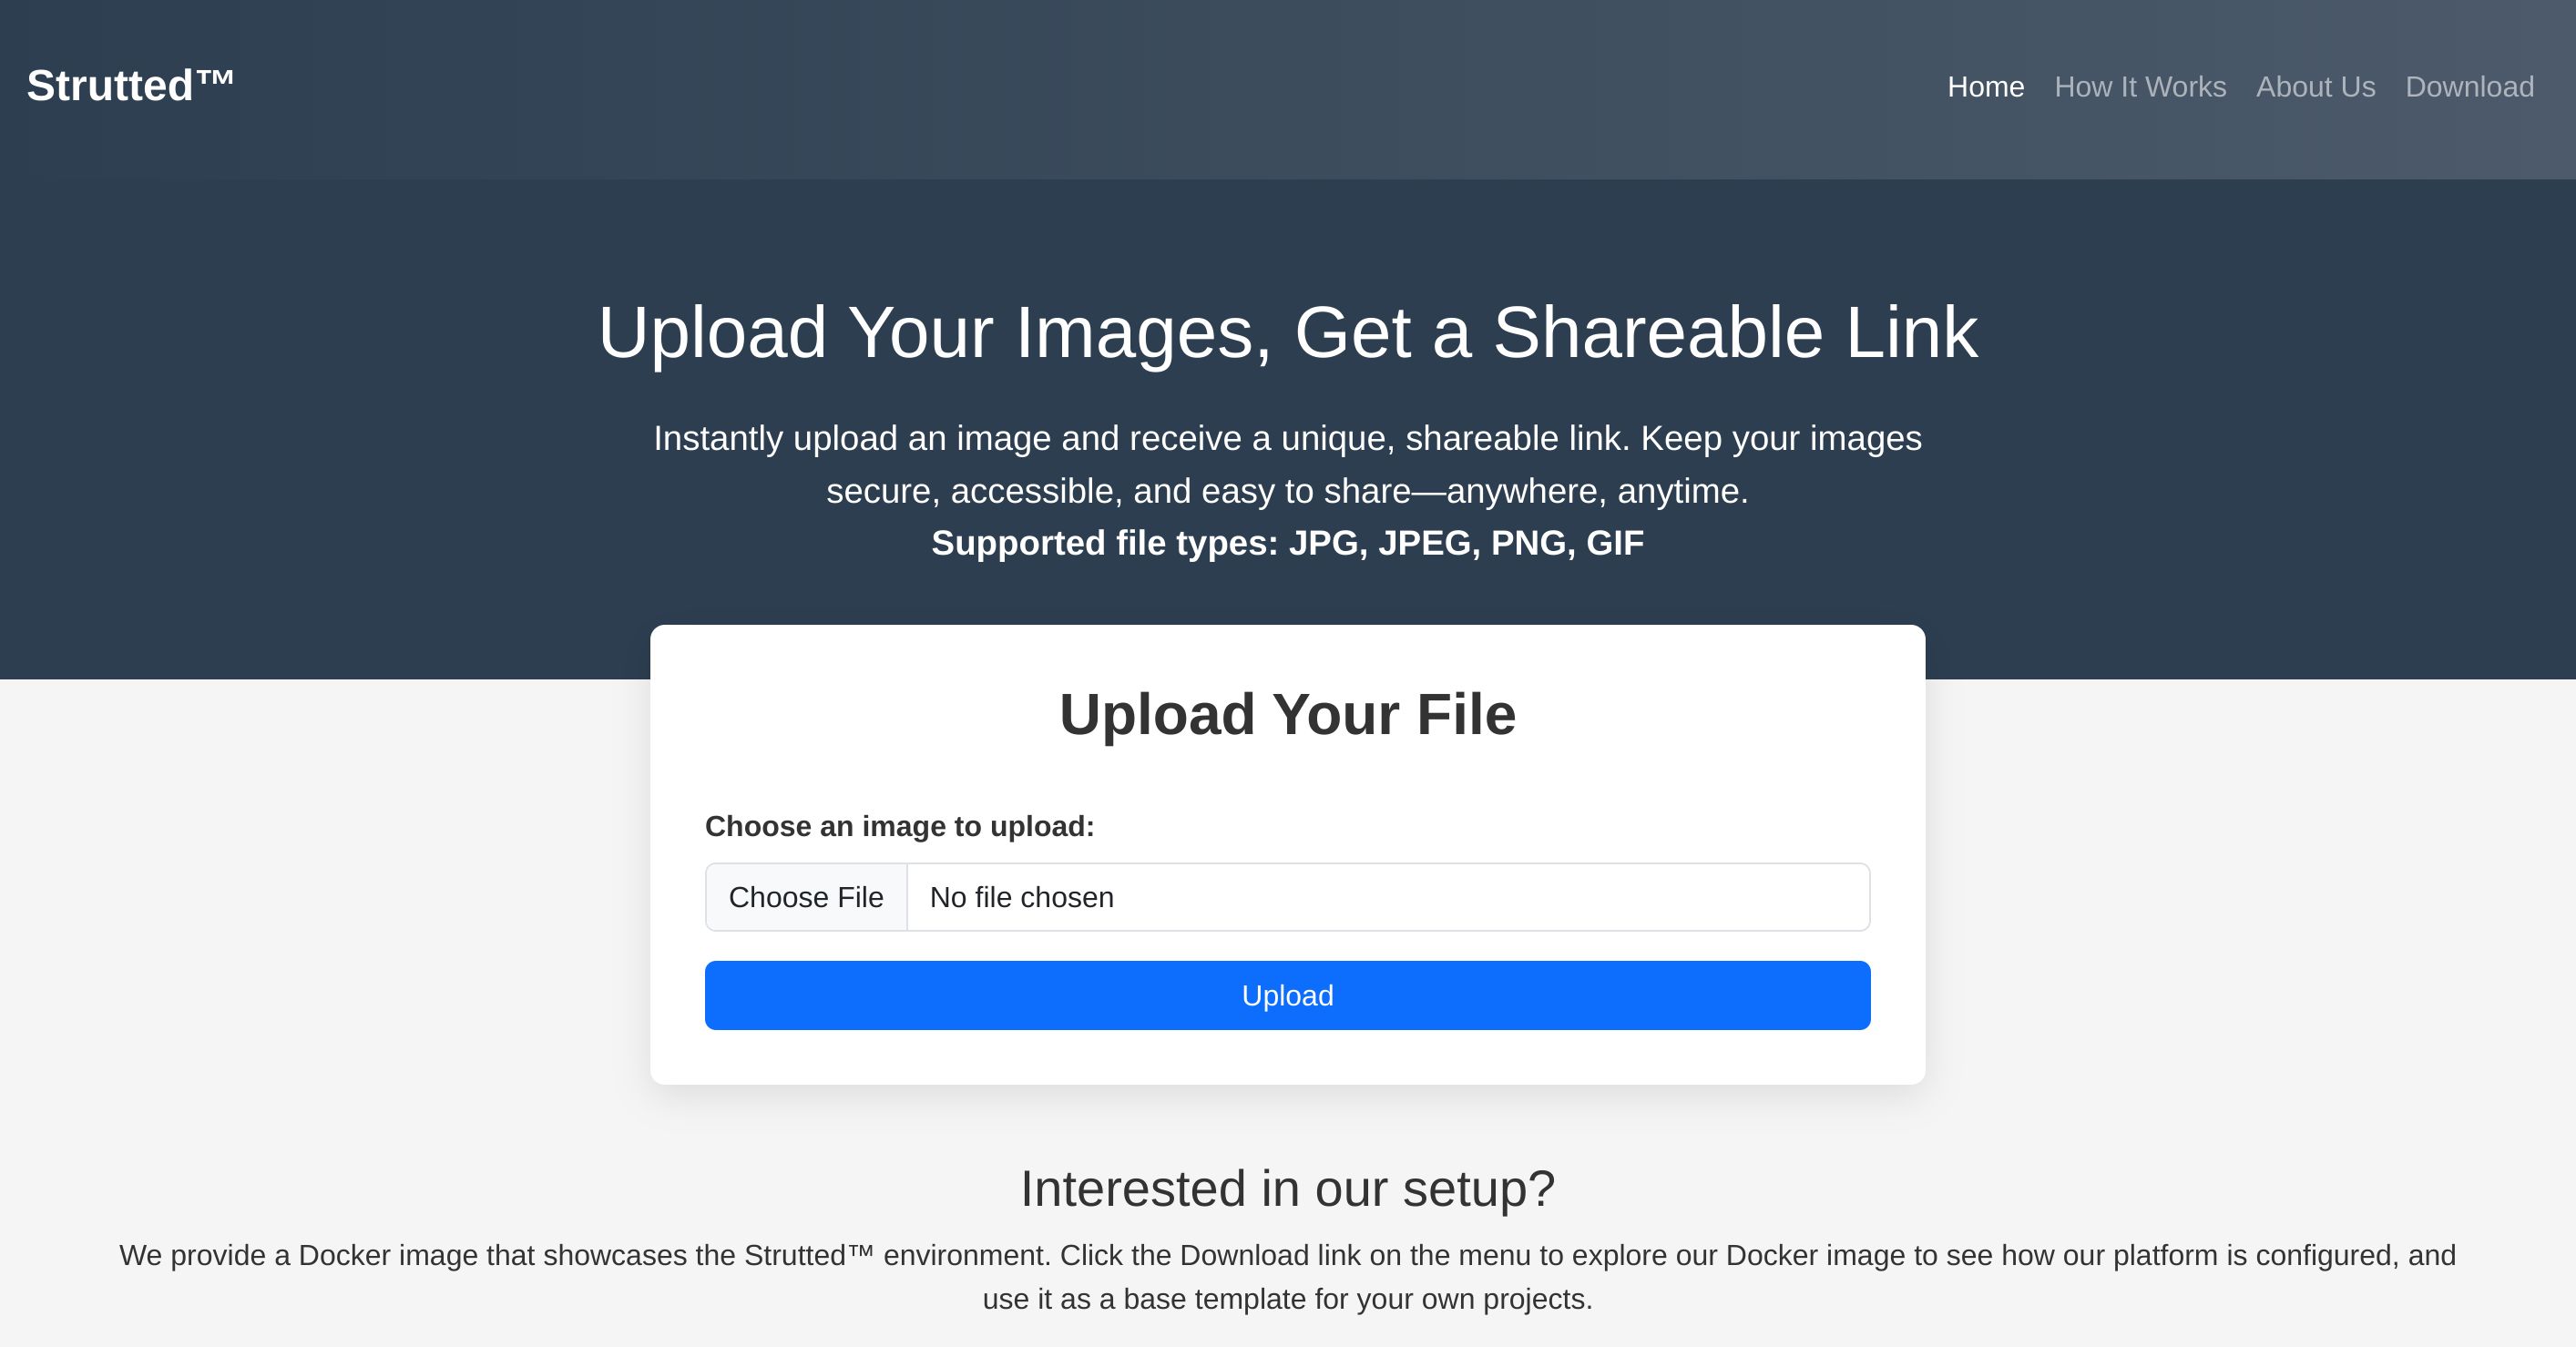 Strutted™
Home How It Works About Us Download
Upload Your Images, Get a Shareable Link
Instantly upload an image and receive a unique, shareable link. Keep your images
secure, accessible, and easy to share—anywhere, anytime.
Supported file types: JPG, JPEG, PNG, GIF
Upload Your File
Choose an image to upload:
Choose File No file chosen
Upload
Interested in our setup?
We provide a Docker image that showcases the Strutted™ environment. Click the Download link on the menu to explore our Docker image to see how our platform is configured, and
use it as a base template for your own projects.